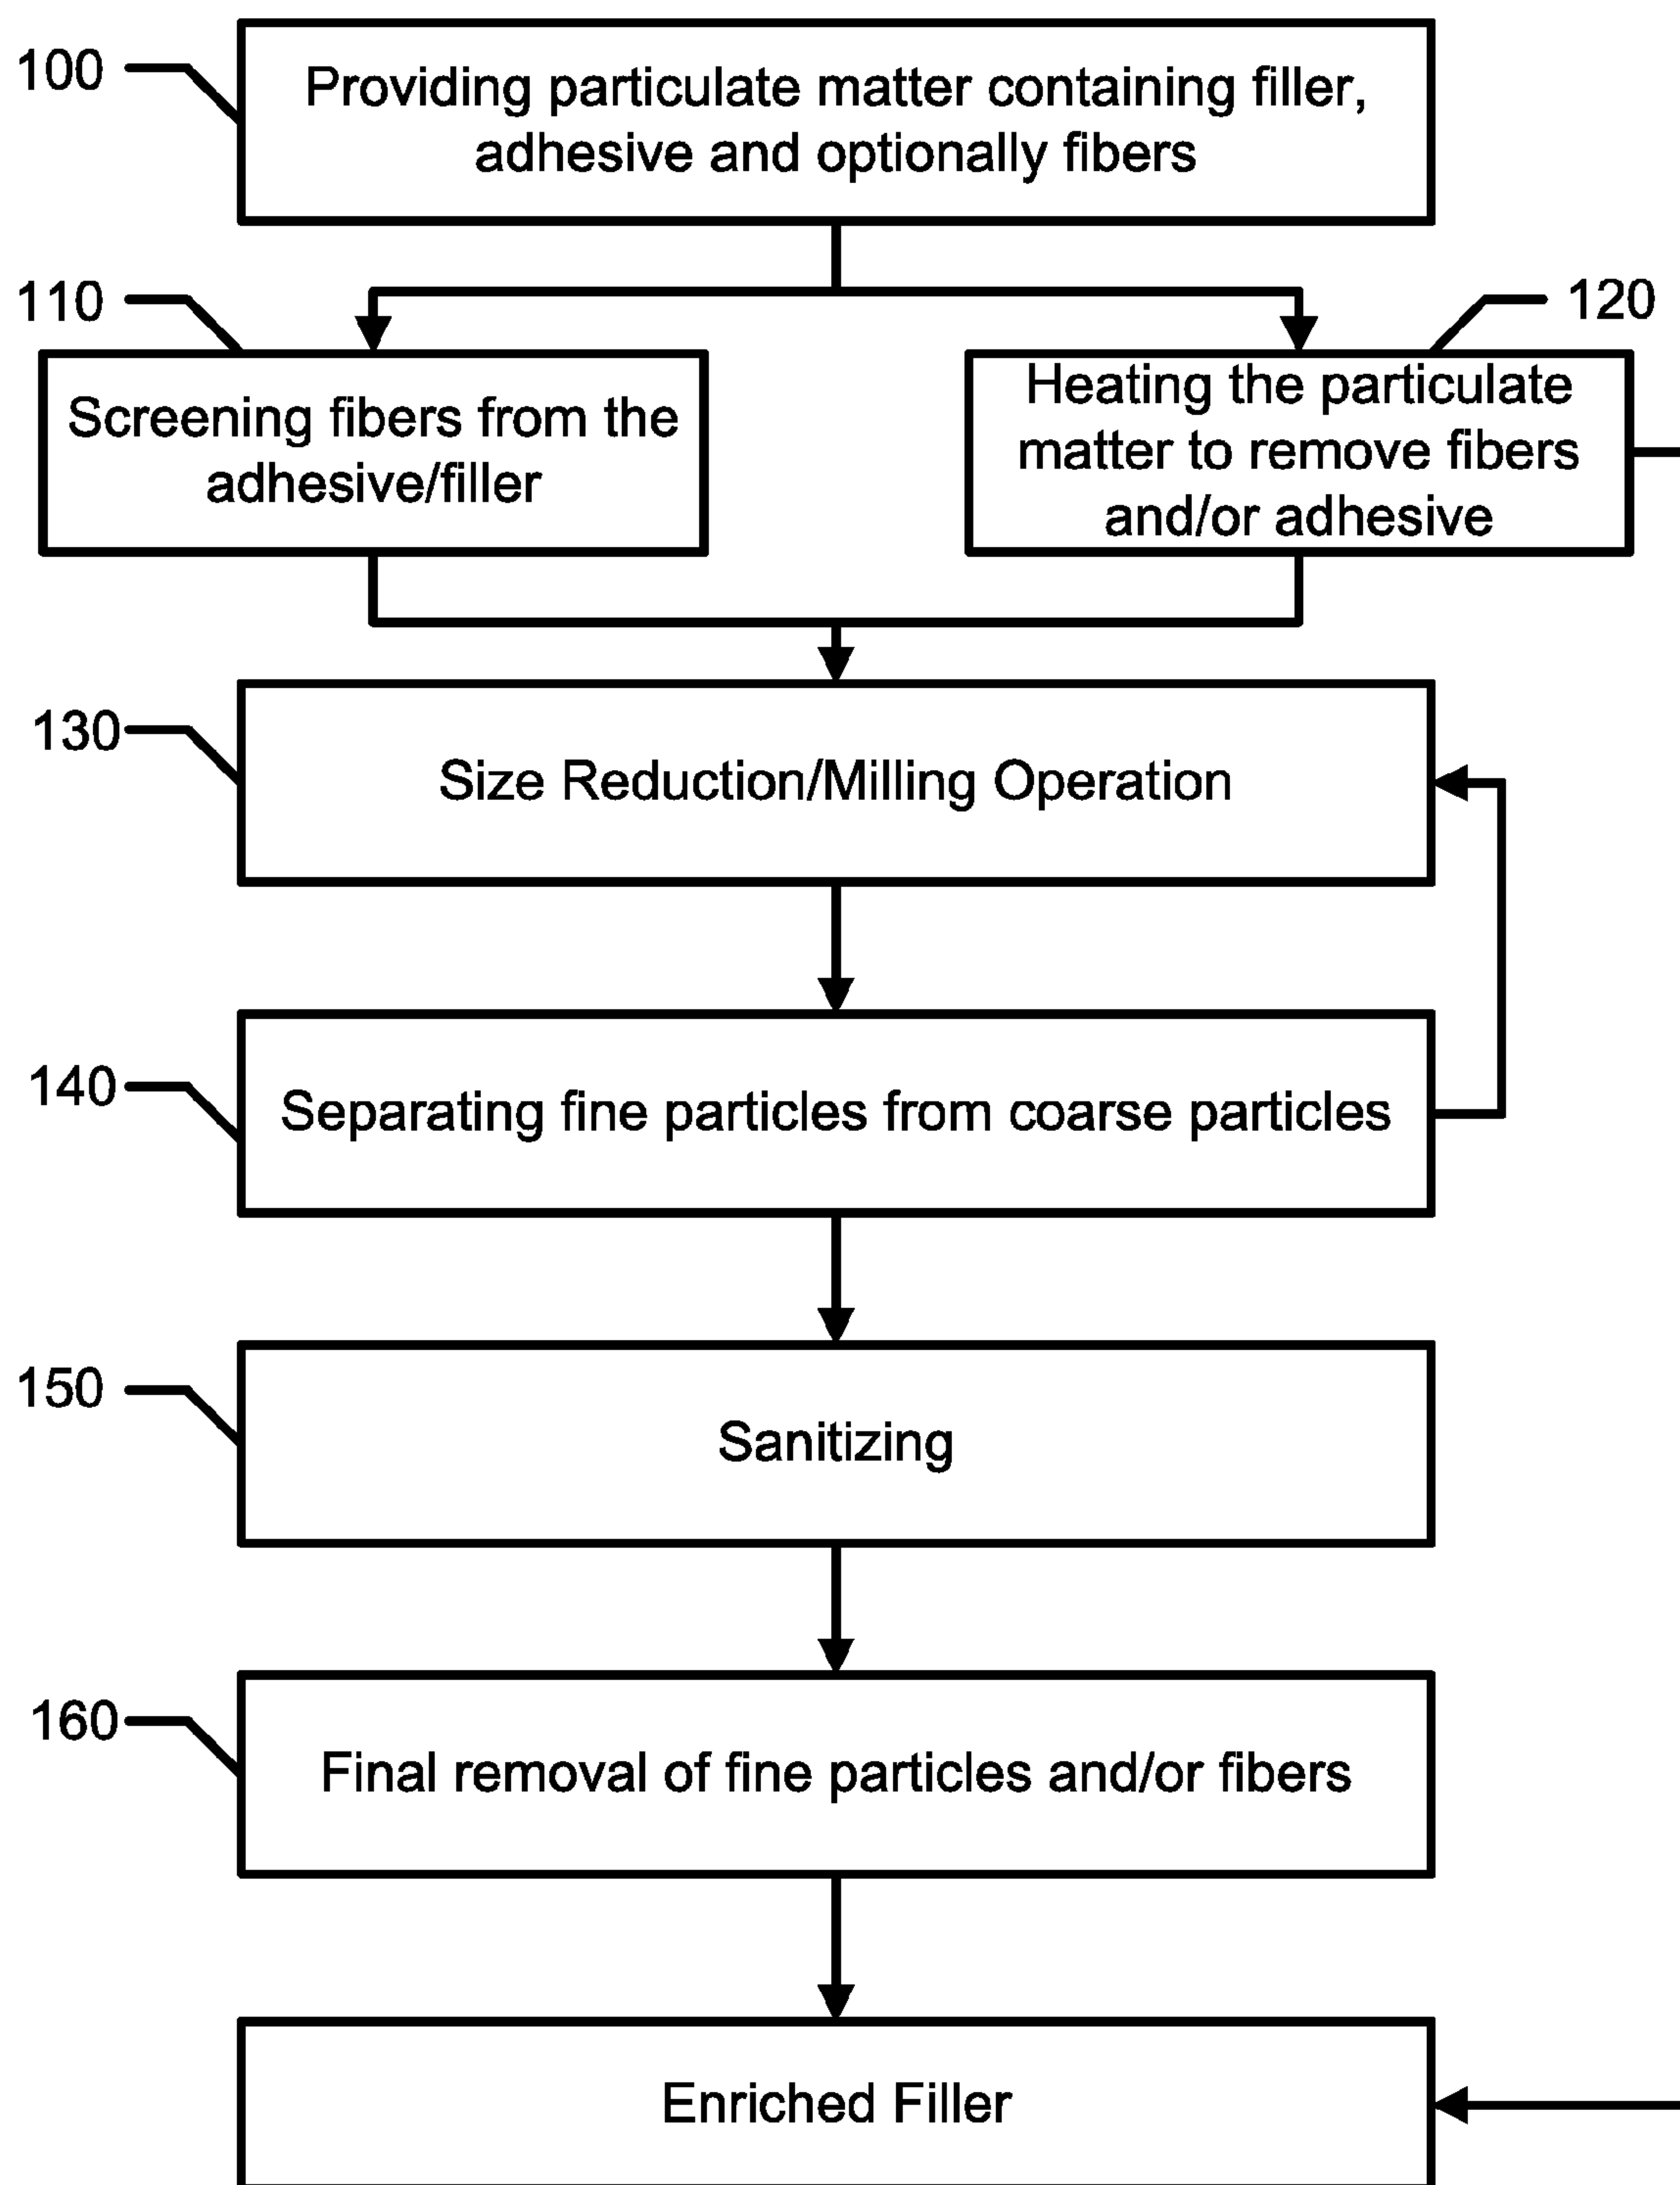 100
Providing particulate matter containing filler,
adhesive and optionally fibers
110
120
Screening fibers from the
adhesive/filler
Heating the particulate
matter to remove fibers
and/or adhesive
130
Size Reduction/Milling Operation
140
Separating fine particles from coarse particles
150
Sanitizing
160
Final removal of fine particles and/or fibers
Enriched Filler